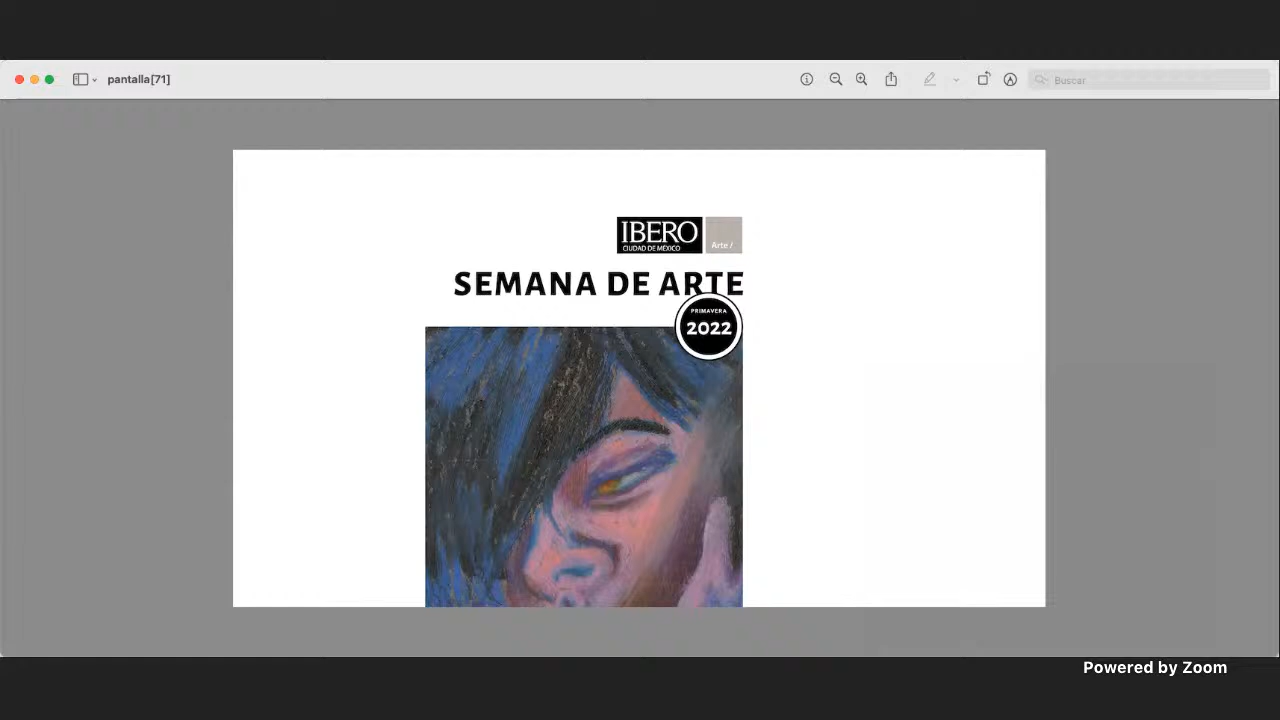 pantalla[71]
Buscar
IBERO
CIUDAD DE MÉXICO
Arte /
SEMANA DE ARTE
PRIMAVERA
2022
Powered by Zoom